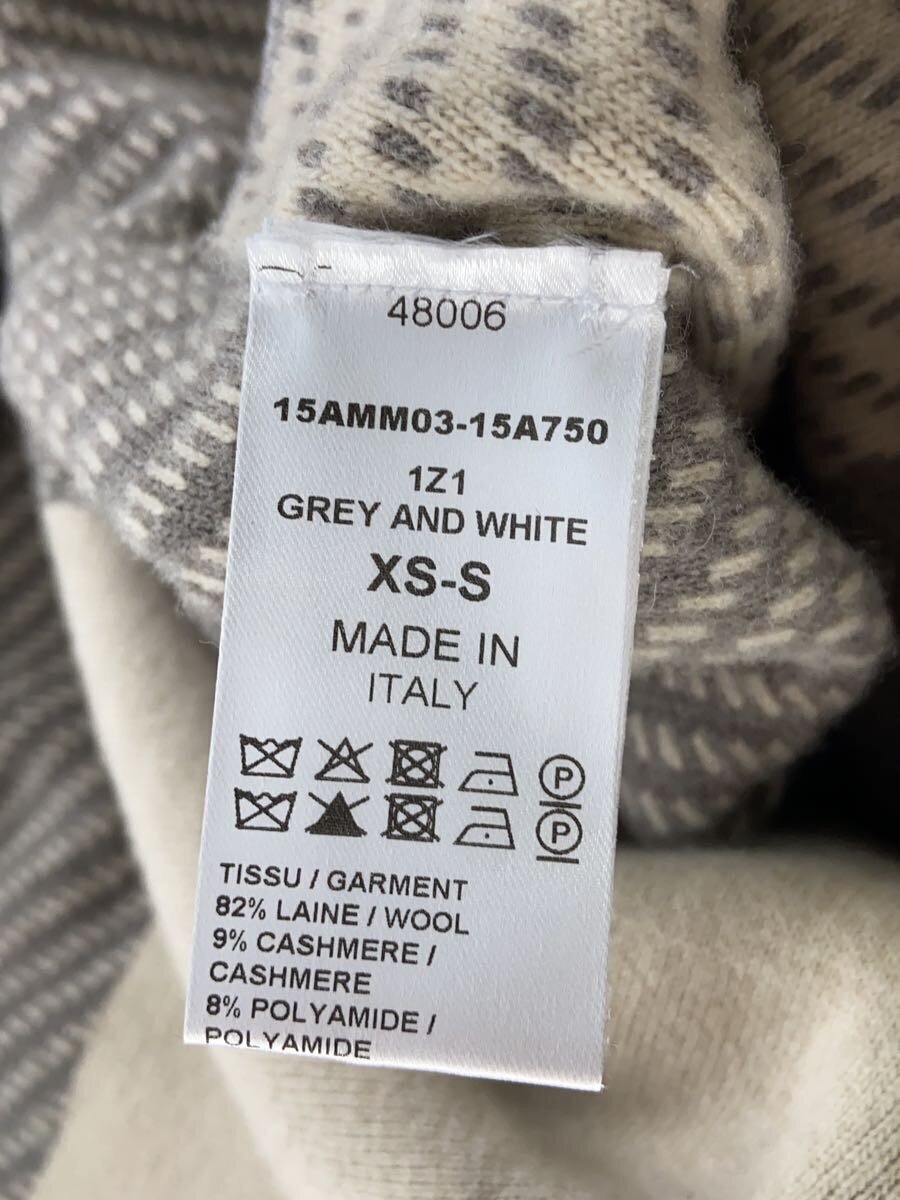 48006
15AMM03-15A750
1Z1
GREY AND WHITE
XS-S
MADE IN
ITALY
P
P
TISSU / GARMENT
82% LAINE / WOOL
9% CASHMERE /
CASHMERE
8% POLYAMIDE /
POLYAMIDE